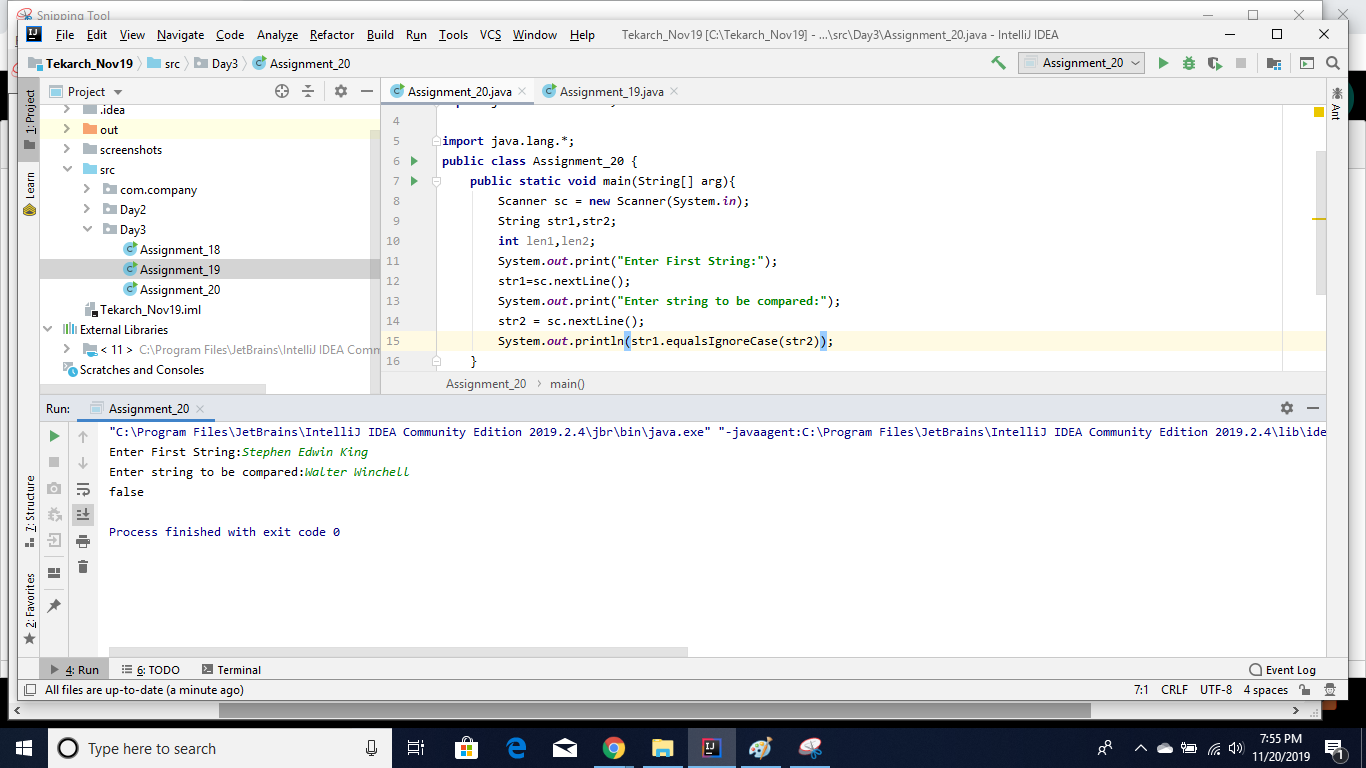 Snipping Tool
File Edit View Navigate Code Analyze Refactor Build Run Tools VCS Window Help Tekarch_Nov19 [C:\Tekarch_Nov19] - ...\src\Day3\Assignment_20.java - IntelliJ IDEA
Tekarch_Nov19 src Day3 Assignment_20 Assignment_20
1: Project
Learn
7: Structure
2: Favorites
Ant
Project
.idea
out
screenshots
src
com.company
Day2
Day3
Assignment_18
Assignment_19
Assignment_20
Tekarch_Nov19.iml
External Libraries
< 11 > C:\Program Files\JetBrains\IntelliJ IDEA Comm
Scratches and Consoles
Assignment_20.java Assignment_19.java
4
5 import java.lang.*;
6 public class Assignment_20 {
7 public static void main(String[] arg){
8 Scanner sc = new Scanner(System.in);
9 String str1,str2;
10 int len1,len2;
11 System.out.print("Enter First String:");
12 str1=sc.nextLine();
13 System.out.print("Enter string to be compared:");
14 str2 = sc.nextLine();
15 System.out.println(str1.equalsIgnoreCase(str2));
16 }
Assignment_20 main()
Run: Assignment_20
"C:\Program Files\JetBrains\IntelliJ IDEA Community Edition 2019.2.4\jbr\bin\java.exe" "-javaagent:C:\Program Files\JetBrains\IntelliJ IDEA Community Edition 2019.2.4\lib\ide
Enter First String:Stephen Edwin King
Enter string to be compared:Walter Winchell
false
Process finished with exit code 0
4: Run 6: TODO Terminal Event Log
All files are up-to-date (a minute ago) 7:1 CRLF UTF-8 4 spaces
Type here to search
7:55 PM
11/20/2019
1